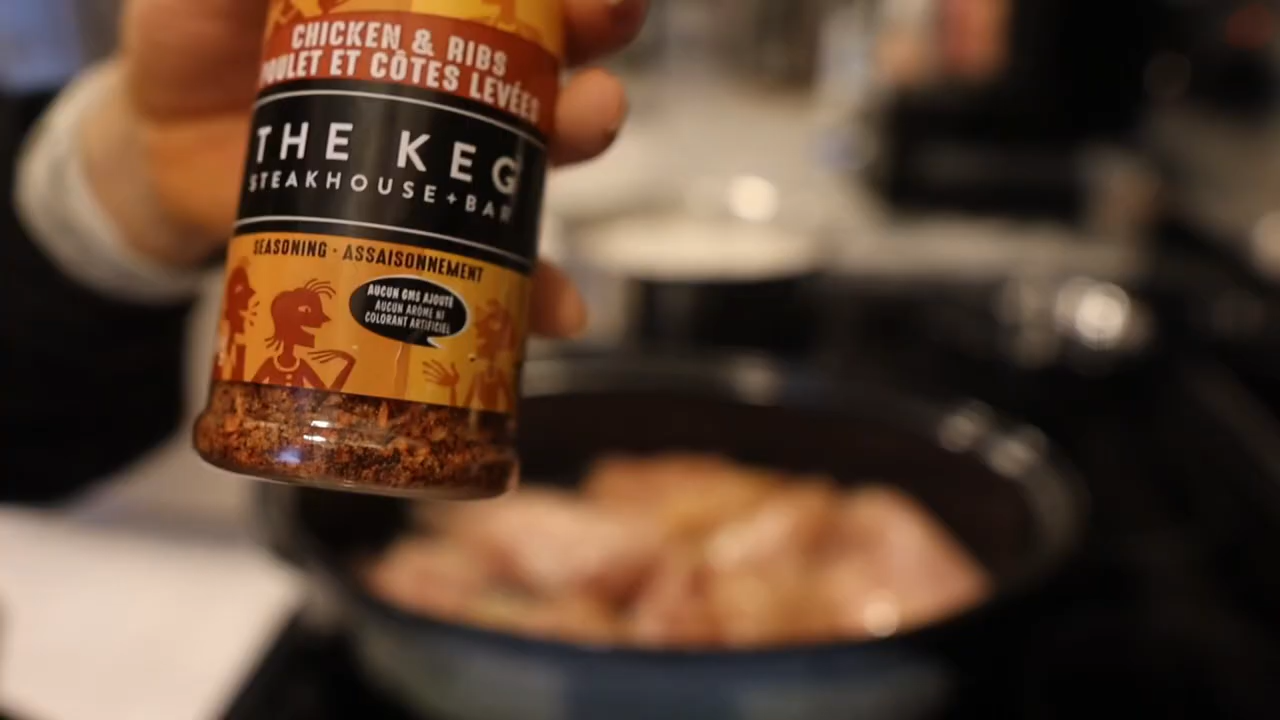 CHICKEN & RIBS
POULET ET CÔTES LEVÉES
THE KEG
STEAKHOUSE + BAR
SEASONING · ASSAISONNEMENT
AUCUN GMS AJOUTÉ
AUCUN ARÔME NI
COLORANT ARTIFICIEL